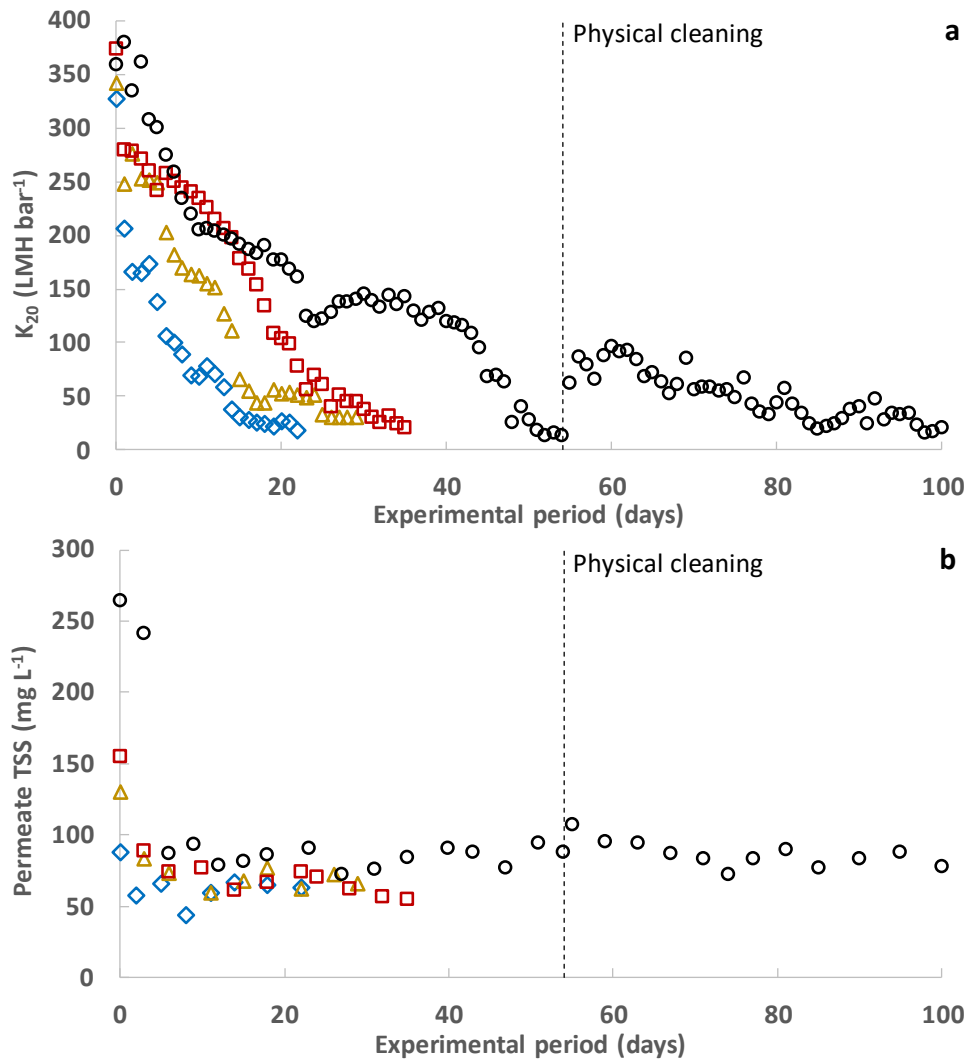 400
350
300
250
200
150
100
50
0
K₂₀ (LMH bar⁻¹)
Physical cleaning
a
0 20 40 60 80 100
Experimental period (days)
300
250
200
150
100
50
0
Permeate TSS (mg L⁻¹)
Physical cleaning
b
0 20 40 60 80 100
Experimental period (days)